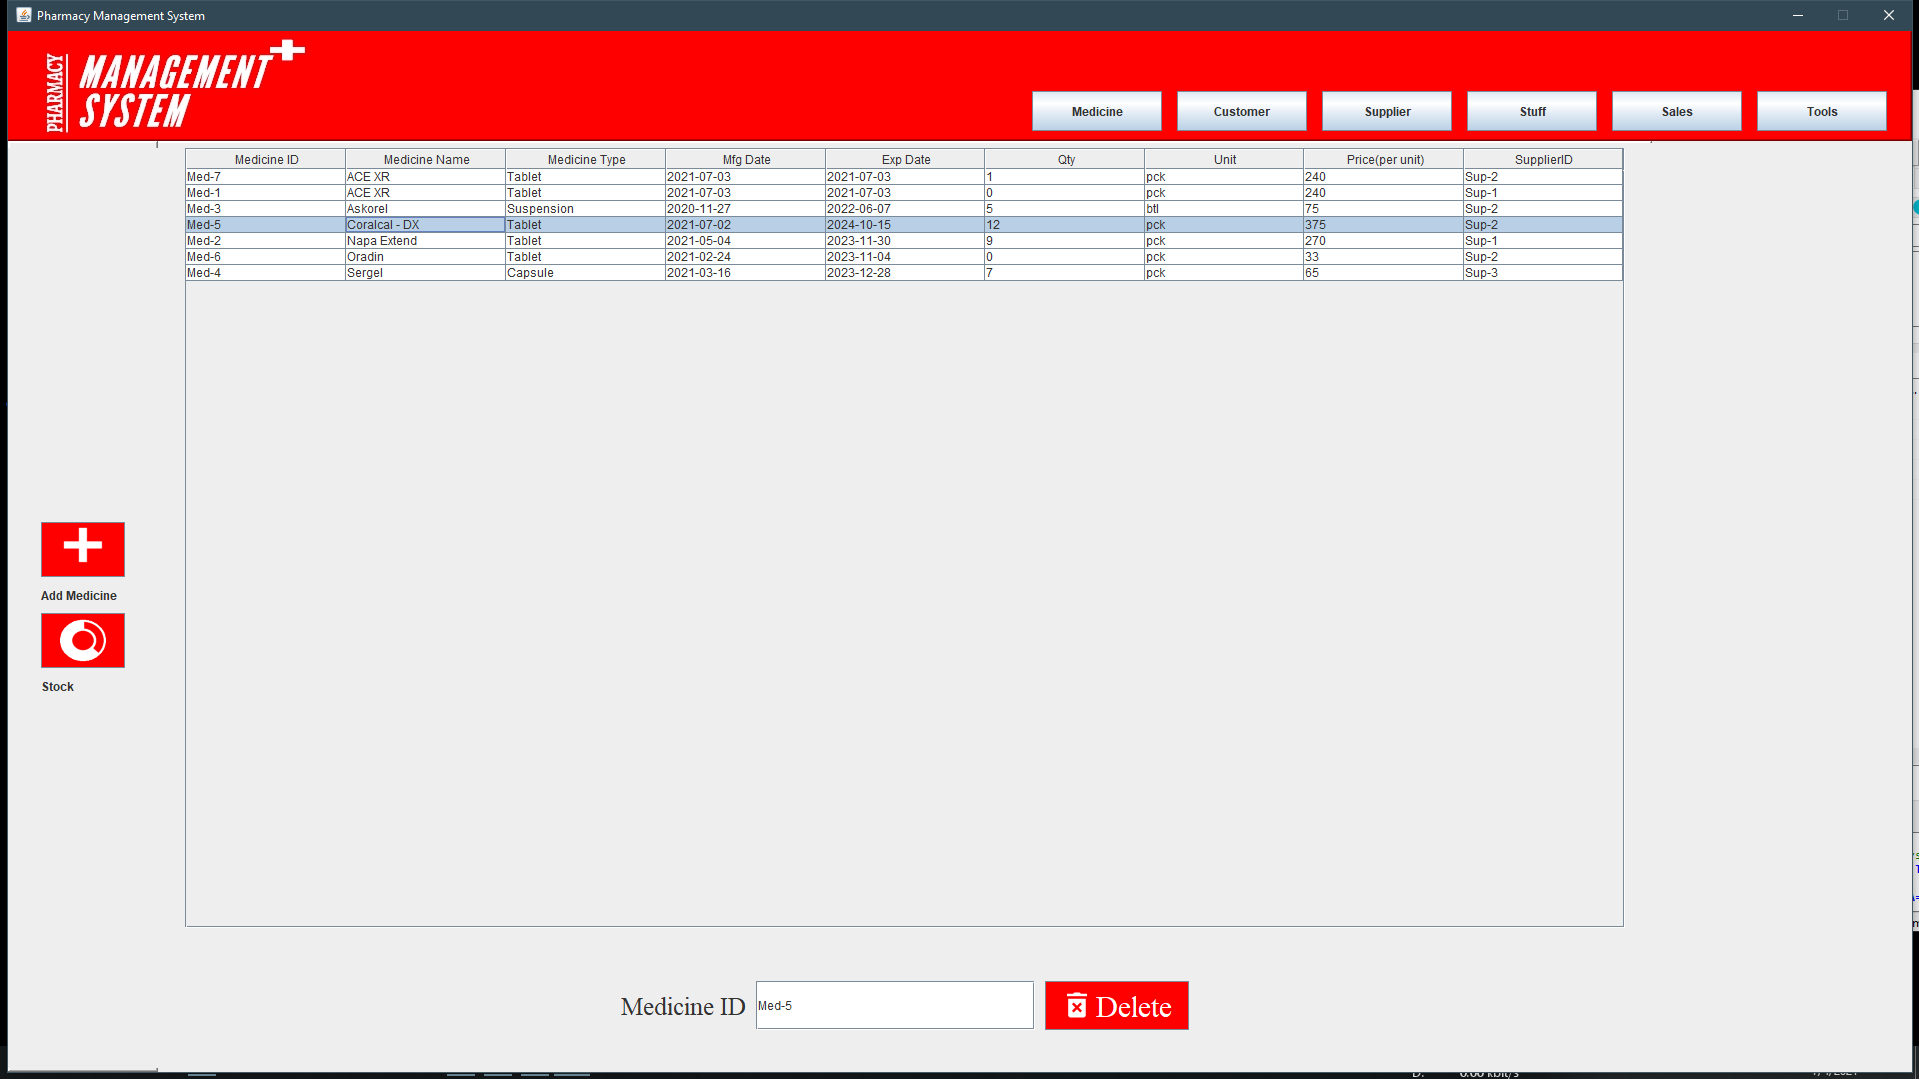 Pharmacy Management System
PHARMACY
MANAGEMENT
SYSTEM
Medicine Customer Supplier Stuff Sales Tools
Medicine ID Medicine Name Medicine Type Mfg Date Exp Date Qty Unit Price(per unit) SupplierID
Med-7 ACE XR Tablet 2021-07-03 2021-07-03 1 pck 240 Sup-2
Med-1 ACE XR Tablet 2021-07-03 2021-07-03 0 pck 240 Sup-1
Med-3 Askorel Suspension 2020-11-27 2022-06-07 5 btl 75 Sup-2
Med-5 Coralcal - DX Tablet 2021-07-02 2024-10-15 12 pck 375 Sup-2
Med-2 Napa Extend Tablet 2021-05-04 2023-11-30 9 pck 270 Sup-1
Med-6 Oradin Tablet 2021-02-24 2023-11-04 0 pck 33 Sup-2
Med-4 Sergel Capsule 2021-03-16 2023-12-28 7 pck 65 Sup-3
Add Medicine
Stock
Medicine ID Med-5 Delete